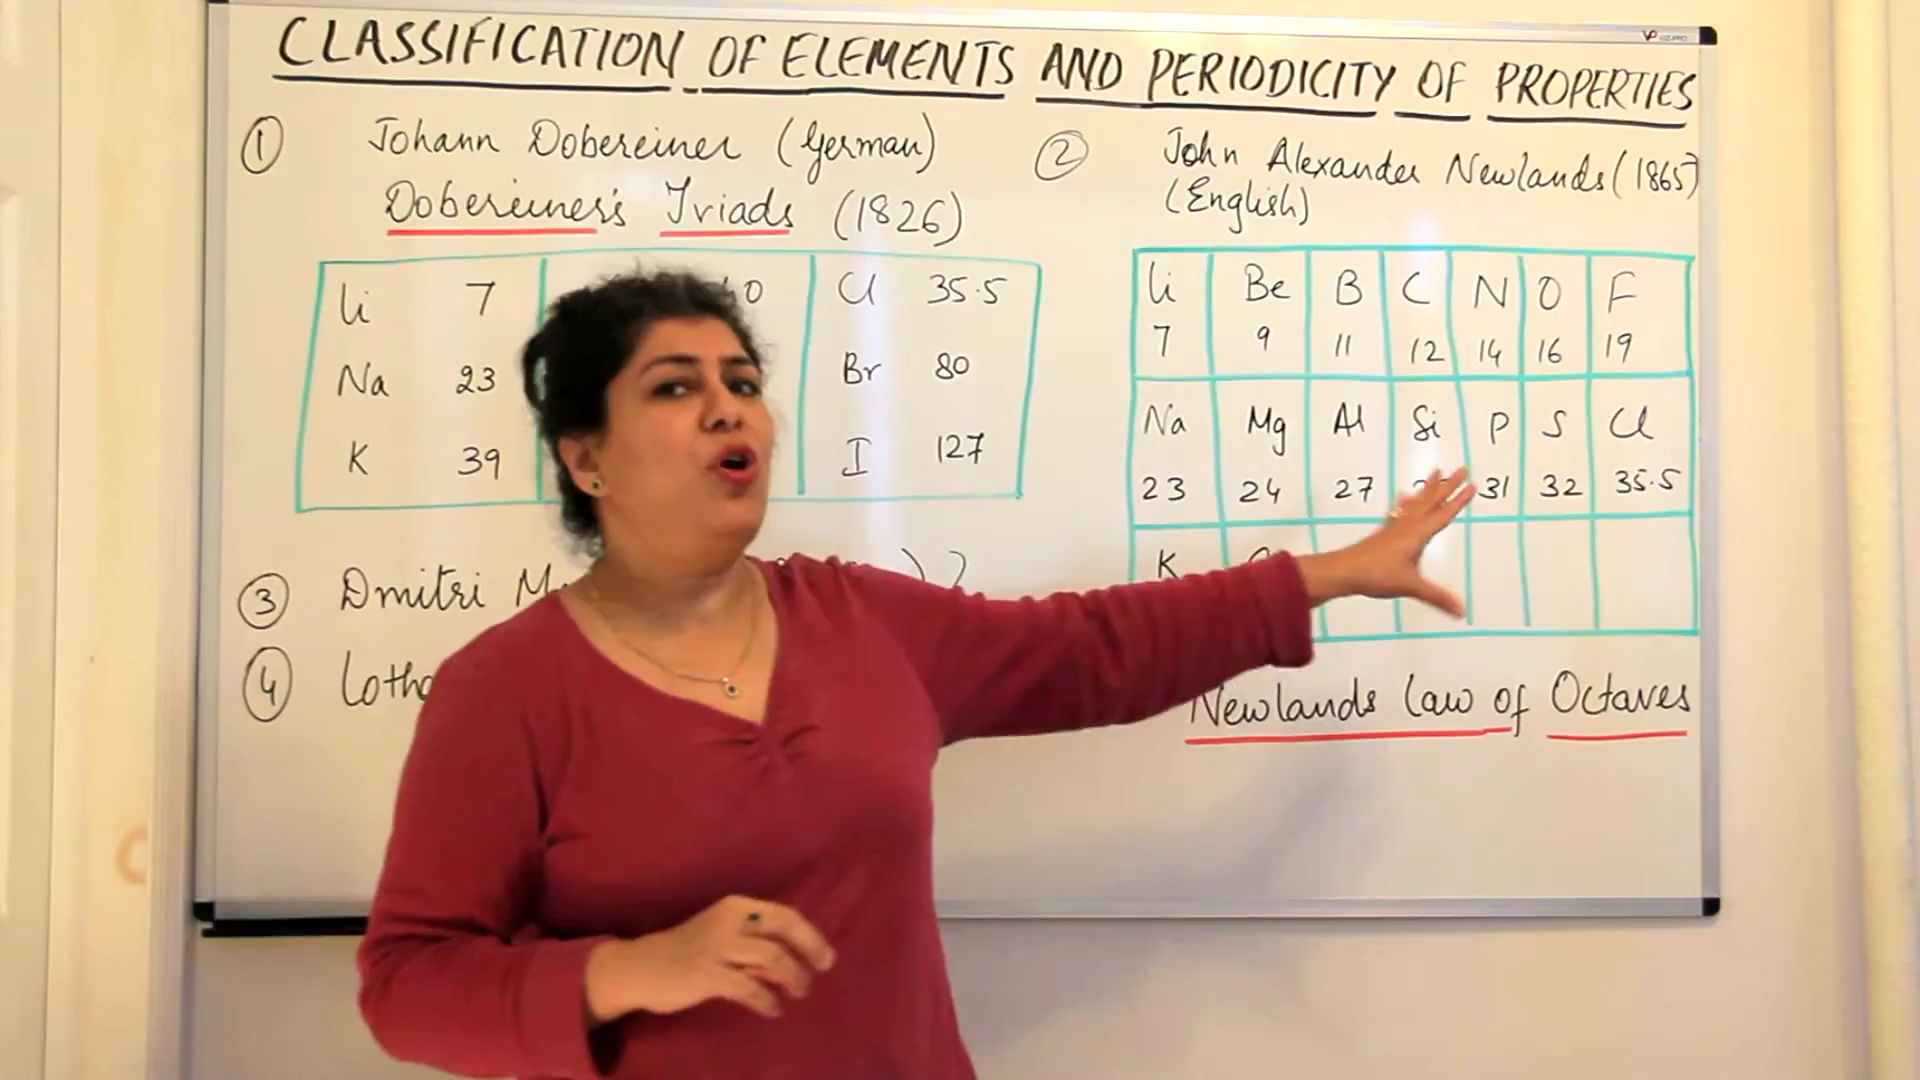 CLASSIFICATION OF ELEMENTS AND PERIODICITY OF PROPERTIES
① Johann Dobereiner (German)
Dobereiner's Triads (1826)
Li 7 Cl 35.5
Na 23 Br 80
K 39 I 127
② John Alexander Newlands (1865)
(English)
Li Be B C N O F
7 9 11 12 14 16 19
Na Mg Al Si P S Cl
23 24 27 31 32 35.5
K
Newlands Law of Octaves
③ Dmitri
④